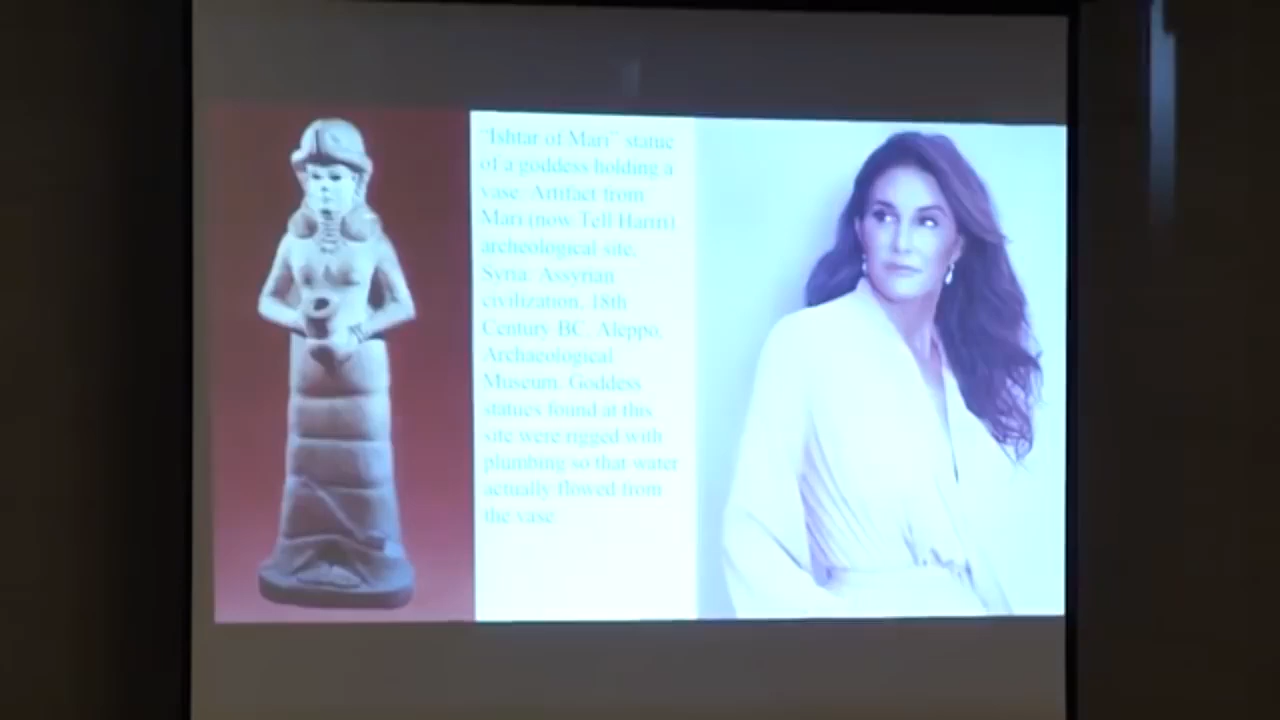 "Ishtar of Mari" statue
of a goddess holding a
vase. Artifact from
Mari (now Tell Hariri)
archeological site,
Syria. Assyrian
civilization, 18th
Century BC. Aleppo,
Archaeological
Museum. Goddess
statues found at this
site were rigged with
plumbing so that water
actually flowed from
the vase